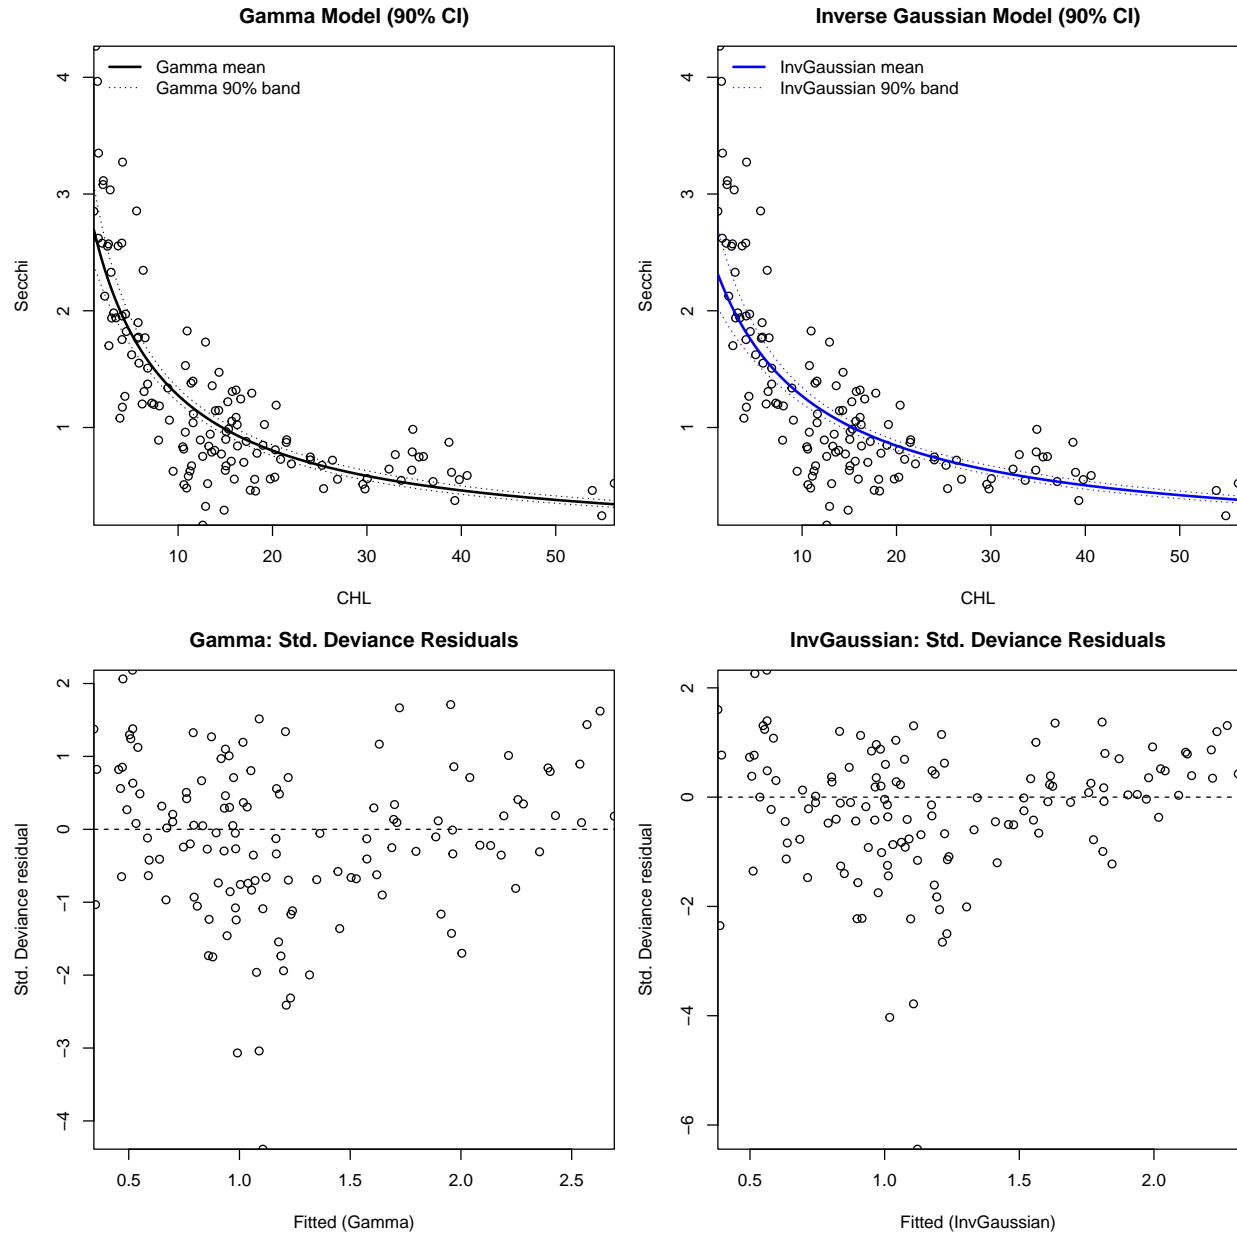 Gamma Model (90% CI)
Gamma mean
Gamma 90% band
Secchi
4
3
2
1
10
20
30
40
50
CHL
Inverse Gaussian Model (90% CI)
InvGaussian mean
InvGaussian 90% band
Secchi
4
3
2
1
10
20
30
40
50
CHL
Gamma: Std. Deviance Residuals
Std. Deviance residual
2
1
0
−1
−2
−3
−4
0.5
1.0
1.5
2.0
2.5
Fitted (Gamma)
InvGaussian: Std. Deviance Residuals
Std. Deviance residual
2
0
−2
−4
−6
0.5
1.0
1.5
2.0
Fitted (InvGaussian)